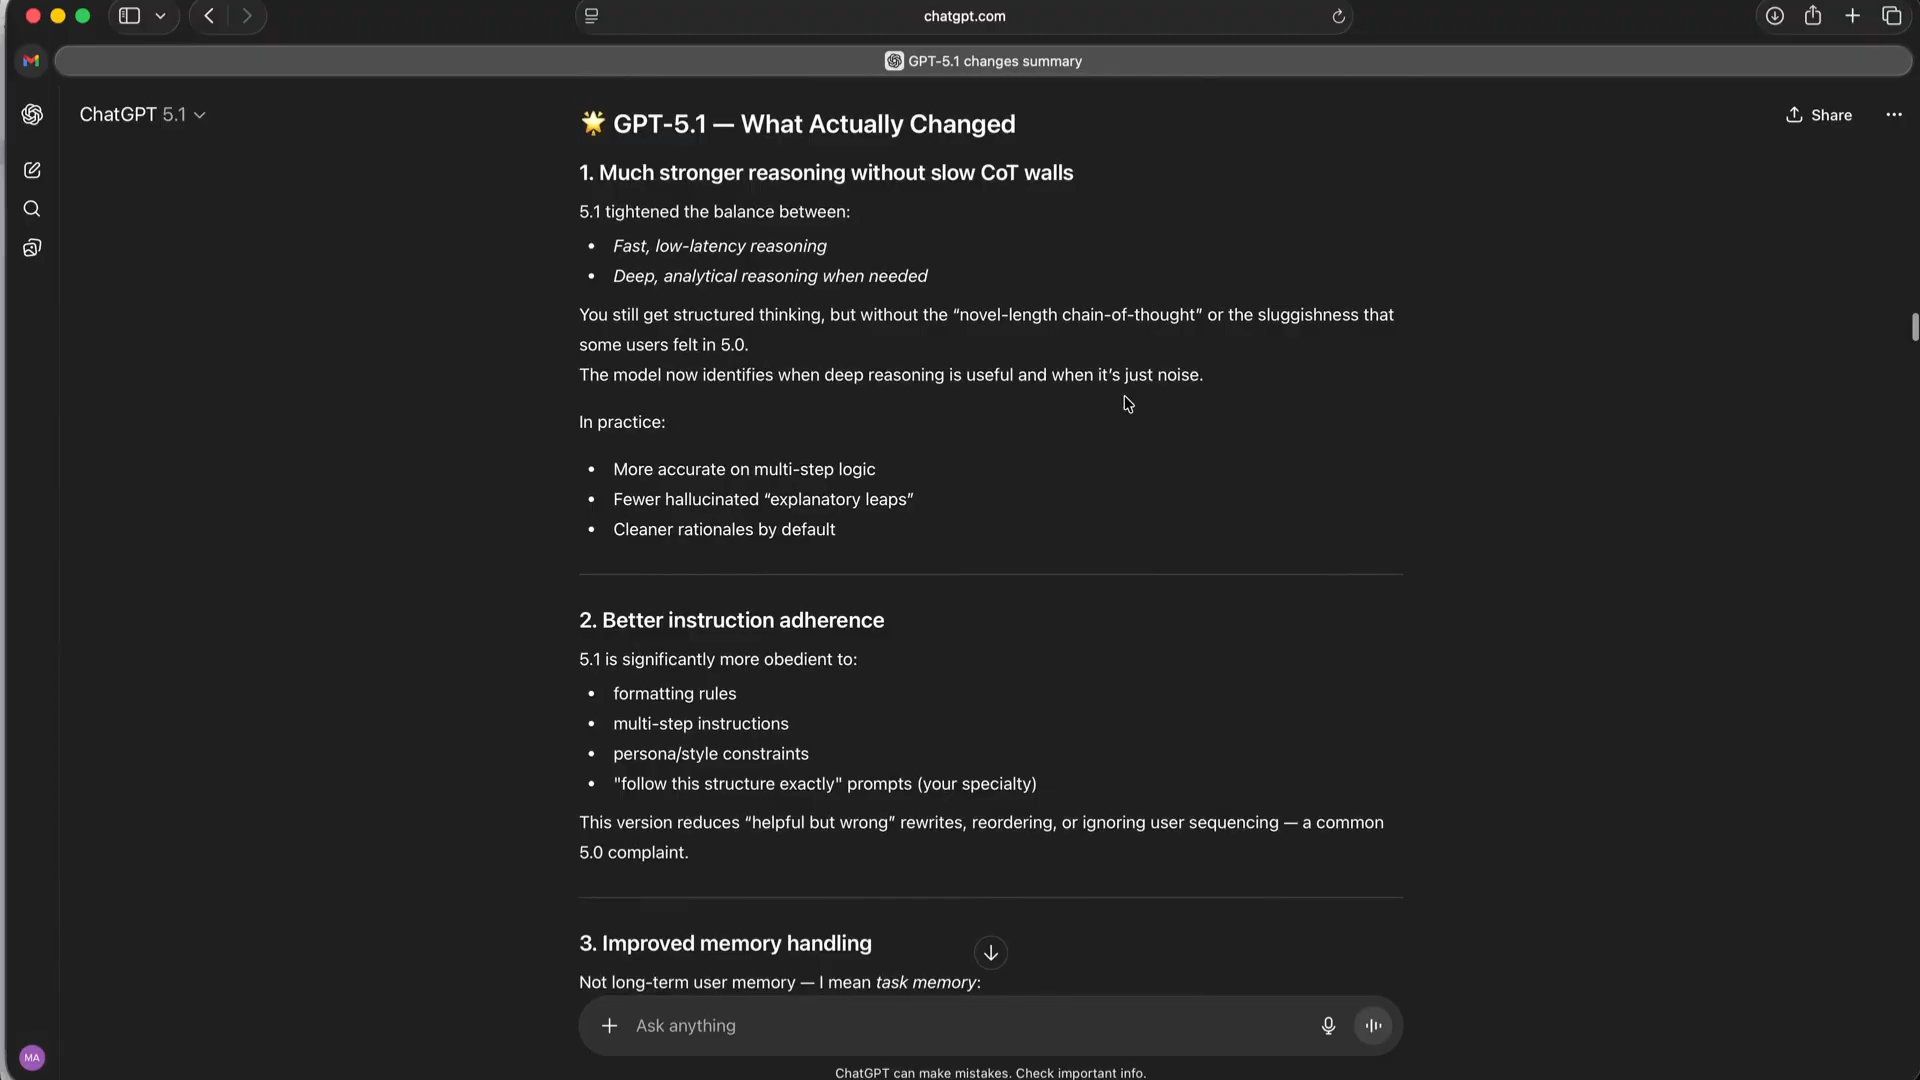 chatgpt.com
GPT-5.1 changes summary
ChatGPT 5.1
Share
🌟 GPT-5.1 — What Actually Changed
1. Much stronger reasoning without slow CoT walls
5.1 tightened the balance between:
• Fast, low-latency reasoning
• Deep, analytical reasoning when needed
You still get structured thinking, but without the “novel-length chain-of-thought” or the sluggishness that
some users felt in 5.0.
The model now identifies when deep reasoning is useful and when it’s just noise.
In practice:
• More accurate on multi-step logic
• Fewer hallucinated “explanatory leaps”
• Cleaner rationales by default
2. Better instruction adherence
5.1 is significantly more obedient to:
• formatting rules
• multi-step instructions
• persona/style constraints
• "follow this structure exactly" prompts (your specialty)
This version reduces “helpful but wrong” rewrites, reordering, or ignoring user sequencing — a common
5.0 complaint.
3. Improved memory handling
Not long-term user memory — I mean task memory:
Ask anything
MA
ChatGPT can make mistakes. Check important info.